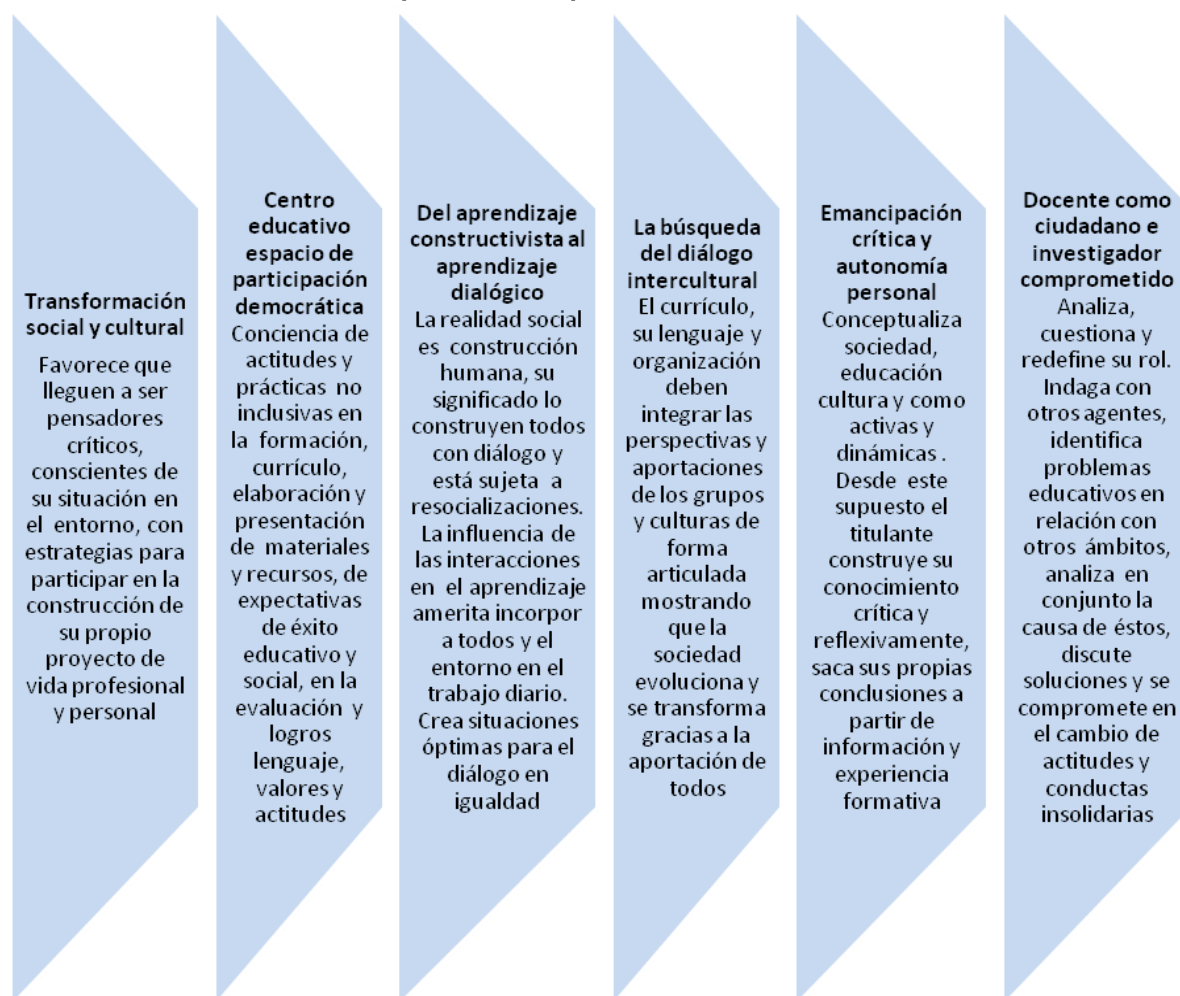 Transformación
social y cultural
Favorece que
lleguen a ser
pensadores
críticos,
conscientes de
su situación en
el entorno, con
estrategias para
participar en la
construcción de
su propio
proyecto de
vida profesional
y personal
Centro
educativo
espacio de
participación
democrática
Conciencia de
actitudes y
prácticas no
inclusivas en
la formación,
currículo,
elaboración y
presentación
de materiales
y recursos, de
expectativas
de éxito
educativo y
social, en la
evaluación y
logros
lenguaje,
valores y
actitudes
Del aprendizaje
constructivista al
aprendizaje
dialógico
La realidad social
es construcción
humana, su
significado lo
construyen todos
con diálogo y
está sujeta a
resocializaciones.
La influencia de
las interacciones
en el aprendizaje
amerita incorpor
a todos y el
entorno en el
trabajo diario.
Crea situaciones
óptimas para el
diálogo en
igualdad
La búsqueda
del diálogo
intercultural
El currículo,
su lenguaje y
organización
deben
integrar las
perspectivas y
aportaciones
de los grupos
y culturas de
forma
articulada
mostrando
que la
sociedad
evoluciona y
se transforma
gracias a la
aportación de
todos
Emancipación
crítica y
autonomía
personal
Conceptualiza
sociedad,
educación
cultura y como
activas y
dinámicas .
Desde este
supuesto el
titulante
construye su
conocimiento
crítica y
reflexivamente,
saca sus propias
conclusiones a
partir de
información y
experiencia
formativa
Docente como
ciudadano e
investigador
comprometido
Analiza,
cuestiona y
redefine su rol.
Indaga con
otros agentes,
identifica
problemas
educativos en
relación con
otros ámbitos,
analiza en
conjunto la
causa de éstos,
discute
soluciones y se
compromete en
el cambio de
actitudes y
conductas
insolidarias